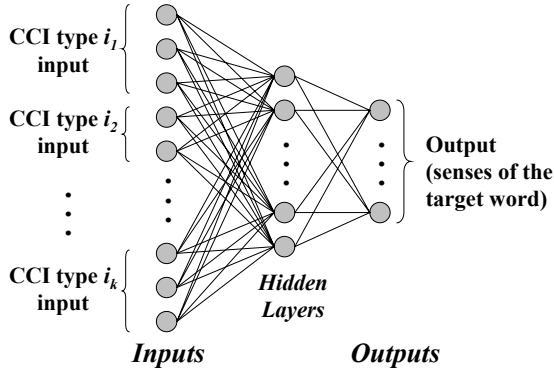 CCI type i1
input
CCI type i2
input
CCI type ik
input
Output
(senses of the
target word)
Hidden
Layers
Inputs
Outputs